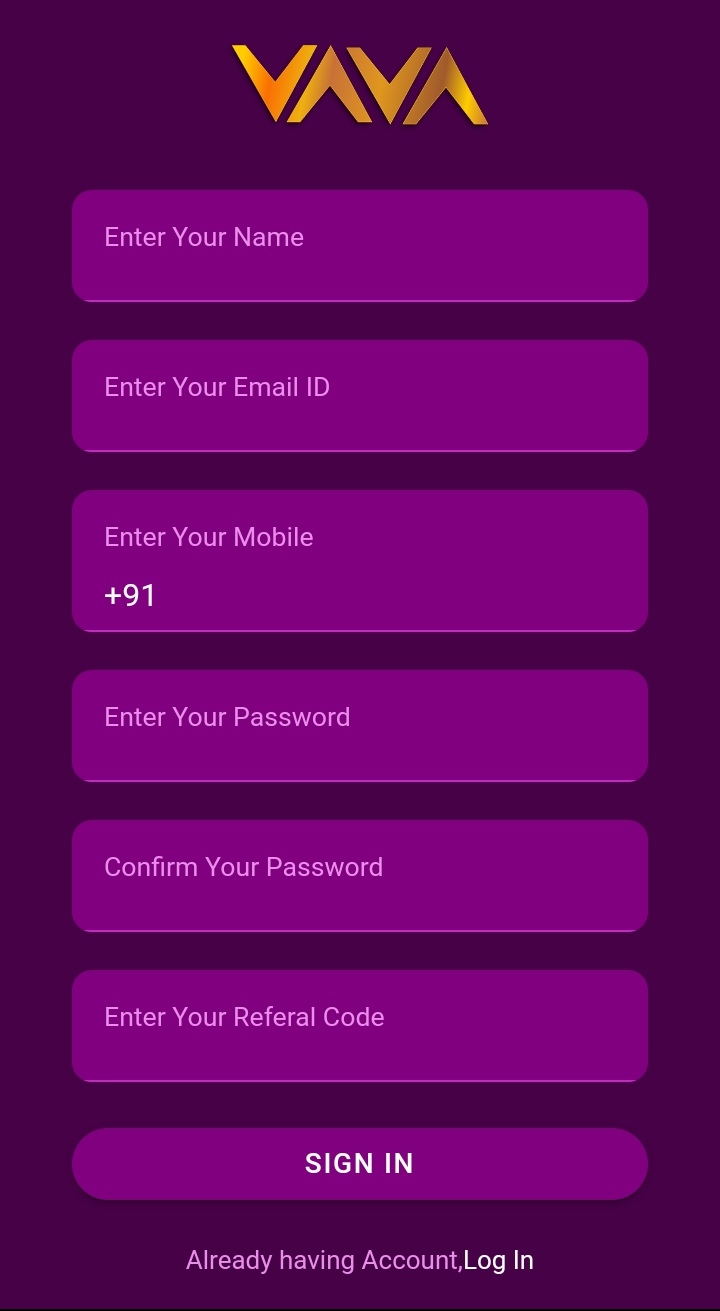 VAVA
Enter Your Name
Enter Your Email ID
Enter Your Mobile
+91
Enter Your Password
Confirm Your Password
Enter Your Referal Code
SIGN IN
Already having Account,Log In